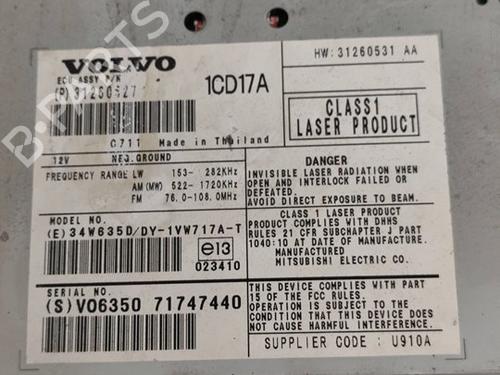 VOLVO
ECU ASSY P/N
(P) 31260527
1CD17A
HW: 31260531 AA
CLASS1
LASER PRODUCT
0711 Made in Thailand
12V NEG.GROUND
FREQUENCY RANGE LW 153- 282KHz
AM(MW) 522-1720KHz
FM 76.0-108.0MHz
DANGER
INVISIBLE LASER RADIATION WHEN
OPEN AND INTERLOCK FAILED OR
DEFEATED.
AVOID DIRECT EXPOSURE TO BEAM.
MODEL NO.
(E) 34W635D/DY-1VW717A-T
e13
023410
CLASS 1 LASER PRODUCT
PRODUCT COMPLIES WITH DHHS
RULES 21 CFR SUBCHAPTER J PART
1040:10 AT DATE OF MANUFACTURE.
MANUFACTURED.
MITSUBISHI ELECTRIC CO.
SERIAL NO.
(S) V06350 71747440
THIS DEVICE COMPLIES WITH PART
15 OF THE FCC RULES.
OPERATION IS SUBJECT TO THE
CONDITION THAT THIS DEVICE DOES
NOT CAUSE HARMFUL INTERFERENCE.
SUPPLIER CODE : U910A
B-PARTS